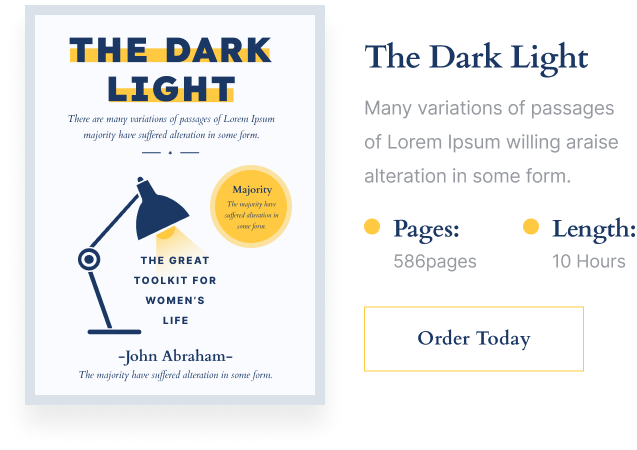 THE DARK
LIGHT
There are many variations of passages of Lorem Ipsum
majority have suffered alteration in some form.
Majority
The majority have
suffered alteration in
some form.
THE GREAT
TOOLKIT FOR
WOMEN'S
LIFE
-John Abraham-
The majority have suffered alteration in some form.
The Dark Light
Many variations of passages
of Lorem Ipsum willing araise
alteration in some form.
Pages:
586pages
Length:
10 Hours
Order Today